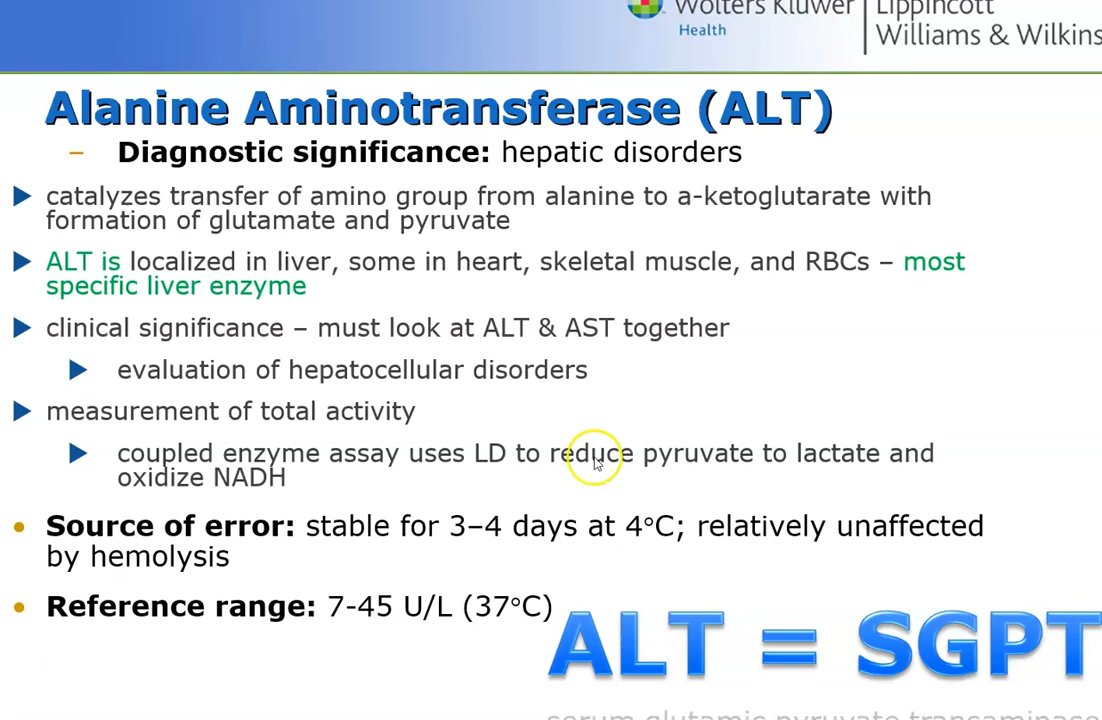 Wolters Kluwer
Health
Lippincott
Williams & Wilkins
Alanine Aminotransferase (ALT)
– Diagnostic significance: hepatic disorders
catalyzes transfer of amino group from alanine to a-ketoglutarate with
formation of glutamate and pyruvate
ALT is localized in liver, some in heart, skeletal muscle, and RBCs – most
specific liver enzyme
clinical significance – must look at ALT & AST together
evaluation of hepatocellular disorders
measurement of total activity
coupled enzyme assay uses LD to reduce pyruvate to lactate and
oxidize NADH
• Source of error: stable for 3–4 days at 4°C; relatively unaffected
by hemolysis
• Reference range: 7-45 U/L (37°C)
ALT = SGPT
serum glutamic pyruvate transaminase